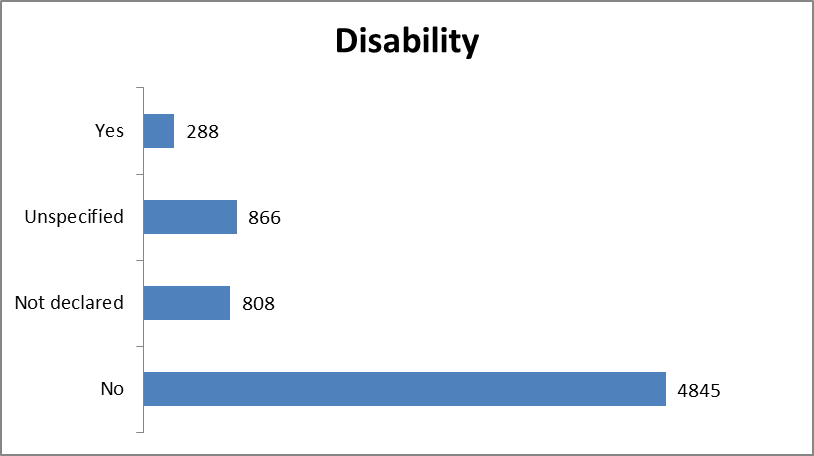 Disability
Yes 288
Unspecified 866
Not declared 808
No 4845